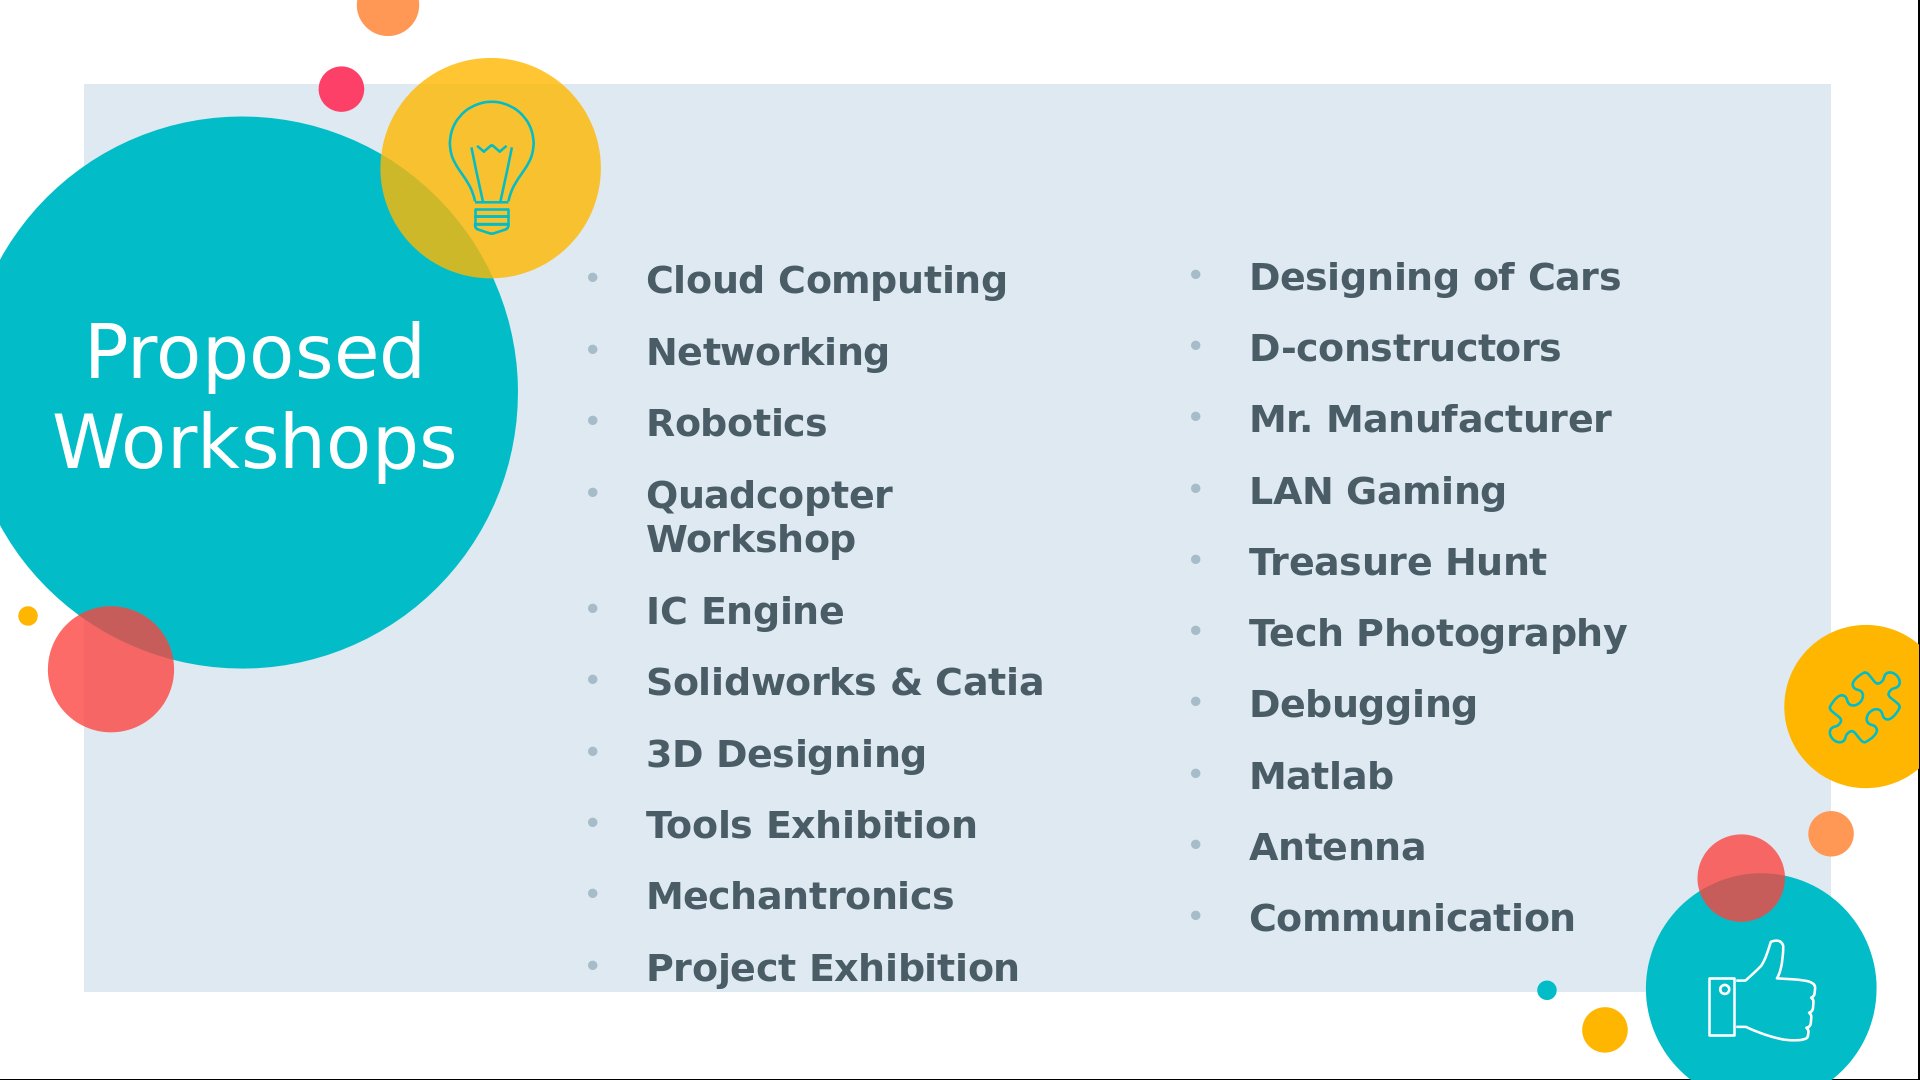 Proposed
Workshops
• Cloud Computing
• Networking
• Robotics
• Quadcopter
Workshop
• IC Engine
• Solidworks & Catia
• 3D Designing
• Tools Exhibition
• Mechantronics
• Project Exhibition
• Designing of Cars
• D-constructors
• Mr. Manufacturer
• LAN Gaming
• Treasure Hunt
• Tech Photography
• Debugging
• Matlab
• Antenna
• Communication